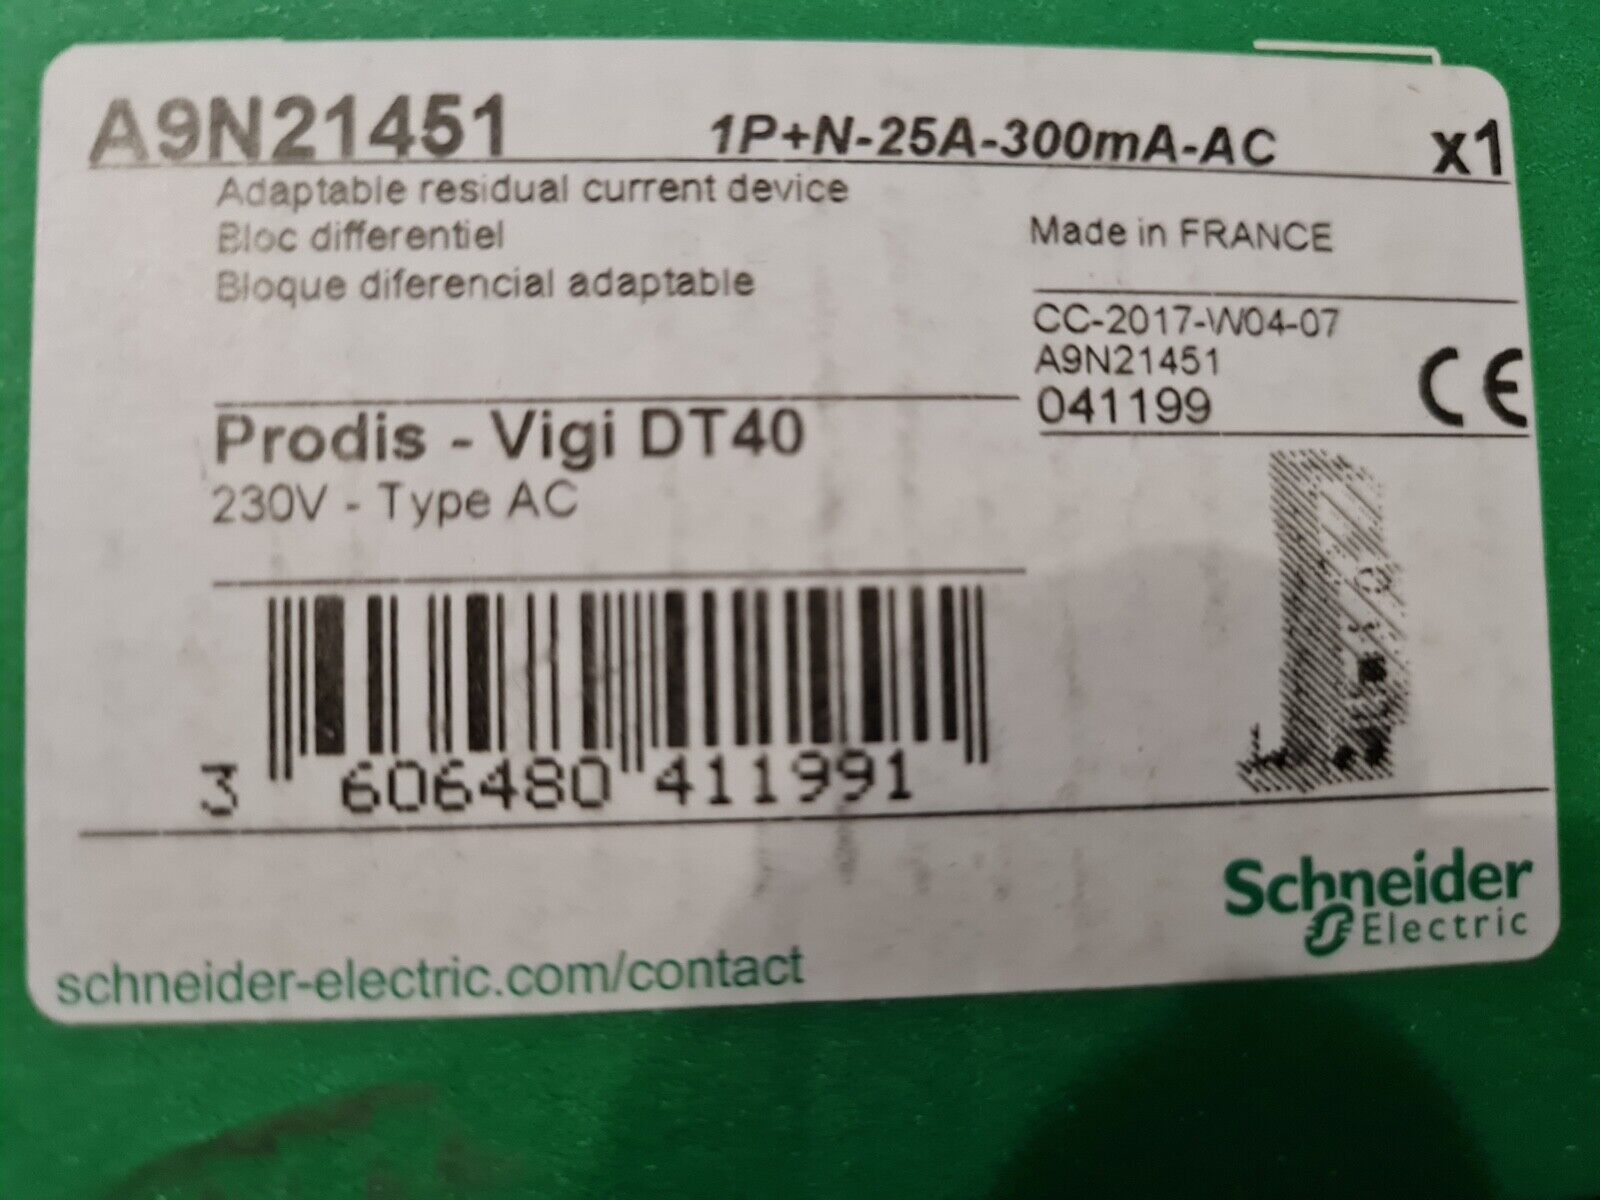 A9N21451 1P+N-25A-300mA-AC x1
Adaptable residual current device
Bloc differentiel
Bloque diferencial adaptable
Made in FRANCE
CC-2017-W04-07
A9N21451
041199
CE
Prodis - Vigi DT40
230V - Type AC
3 606480 411991
Schneider
Electric
schneider-electric.com/contact